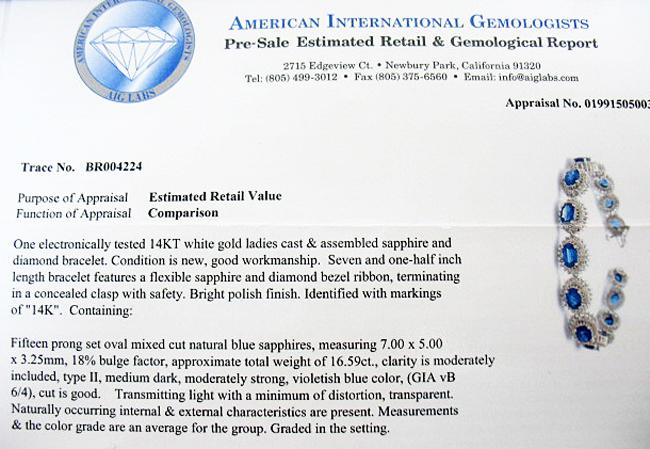 AMERICAN INTERNATIONAL GEMOLOGISTS
AIG LABS
AMERICAN INTERNATIONAL GEMOLOGISTS
Pre-Sale Estimated Retail & Gemological Report
2715 Edgeview Ct. • Newbury Park, California 91320
Tel: (805) 499-3012 • Fax (805) 375-6560 • Email: info@aiglabs.com
Appraisal No. 01991505003
Trace No. BR004224
Purpose of Appraisal Estimated Retail Value
Function of Appraisal Comparison
One electronically tested 14KT white gold ladies cast & assembled sapphire and
diamond bracelet. Condition is new, good workmanship. Seven and one-half inch
length bracelet features a flexible sapphire and diamond bezel ribbon, terminating
in a concealed clasp with safety. Bright polish finish. Identified with markings
of "14K". Containing:
Fifteen prong set oval mixed cut natural blue sapphires, measuring 7.00 x 5.00
x 3.25mm, 18% bulge factor, approximate total weight of 16.59ct., clarity is moderately
included, type II, medium dark, moderately strong, violetish blue color, (GIA vB
6/4), cut is good. Transmitting light with a minimum of distortion, transparent.
Naturally occurring internal & external characteristics are present. Measurements
& the color grade are an average for the group. Graded in the setting.